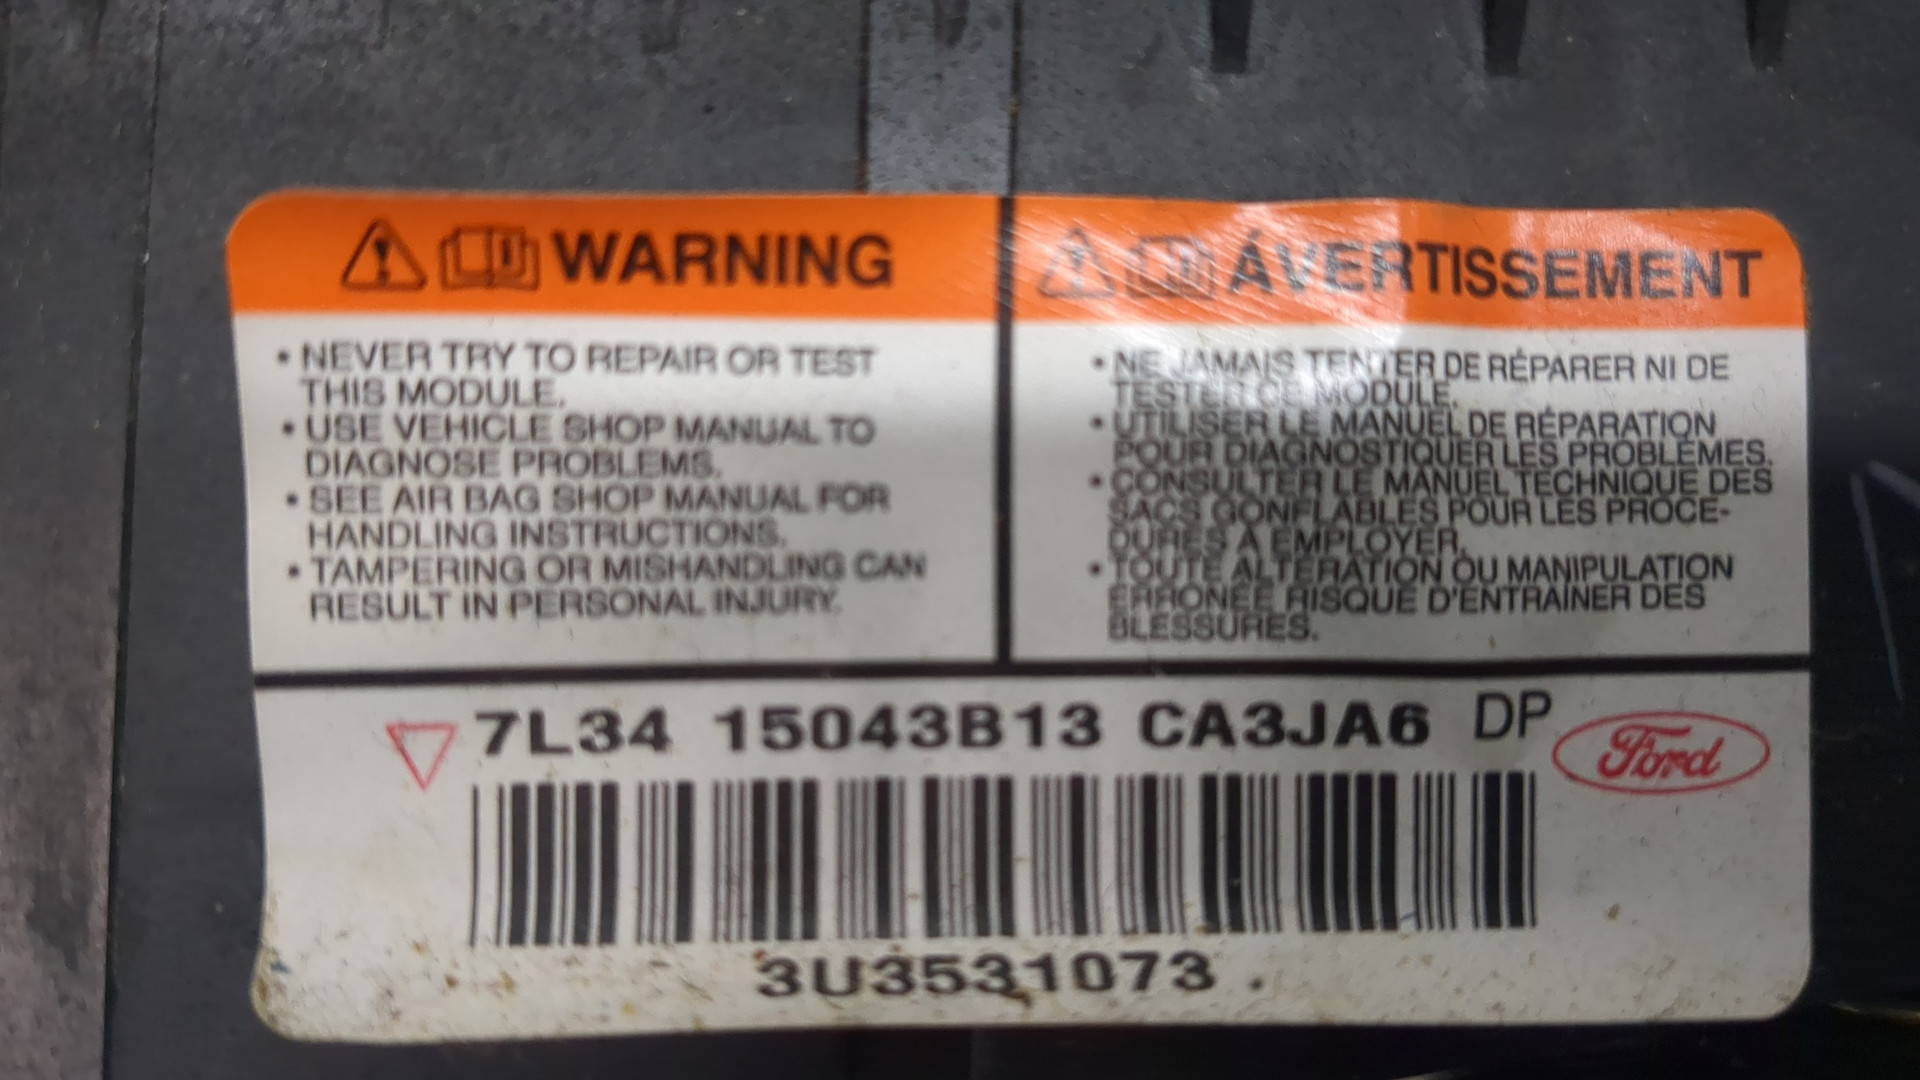 WARNING
• NEVER TRY TO REPAIR OR TEST
THIS MODULE.
• USE VEHICLE SHOP MANUAL TO
DIAGNOSE PROBLEMS.
• SEE AIR BAG SHOP MANUAL FOR
HANDLING INSTRUCTIONS.
• TAMPERING OR MISHANDLING CAN
RESULT IN PERSONAL INJURY.
ÁVERTISSEMENT
• NE JAMAIS TENTER DE RÉPARER NI DE
TESTER CE MODULE.
• UTILISER LE MANUEL DE RÉPARATION
POUR DIAGNOSTIQUER LES PROBLÈMES.
• CONSULTER LE MANUEL TECHNIQUE DES
SACS GONFLABLES POUR LES PROCE-
DURES A EMPLOYER.
• TOUTE ALTERATION OU MANIPULATION
ERRONÉE RISQUE D'ENTRAINER DES
BLESSURES.
7L34 15043B13 CA3JA6 DP
Ford
3U3531073 .